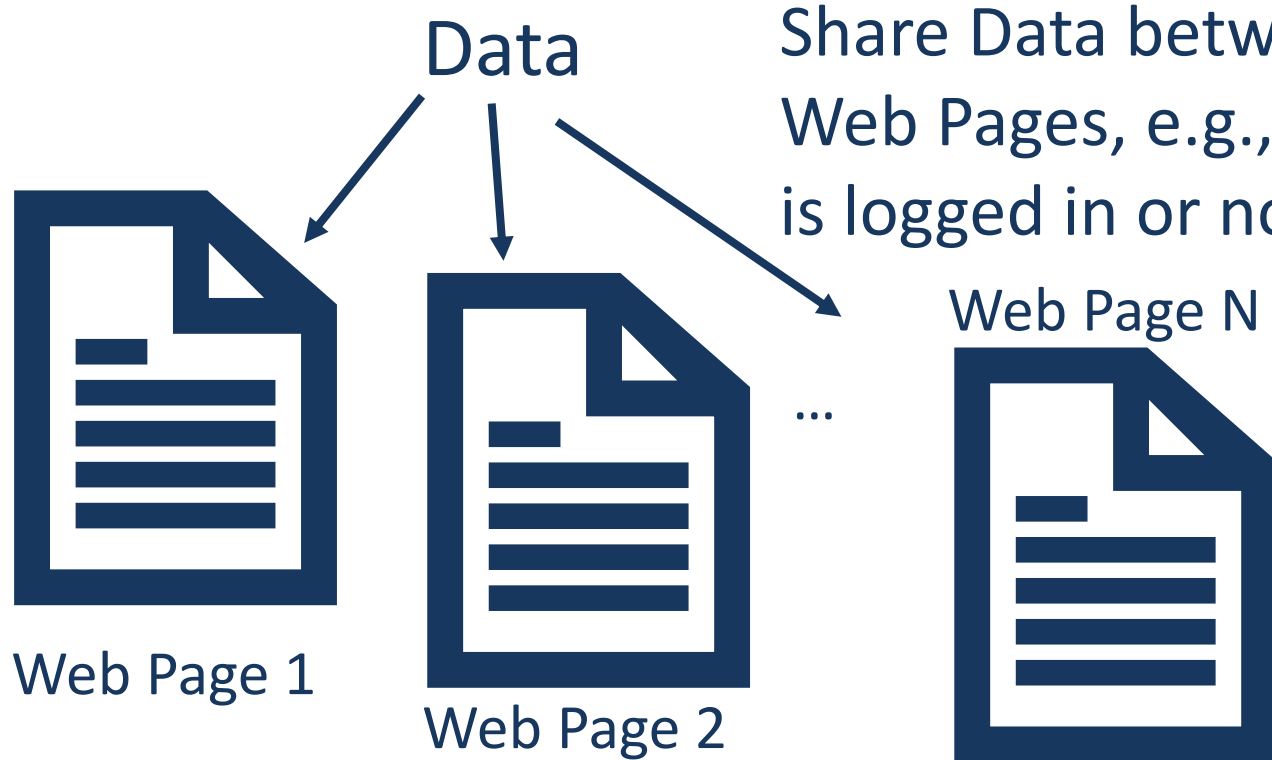 Data
Share Data betw
Web Pages, e.g.,
is logged in or no
Web Page N
...
Web Page 1
Web Page 2